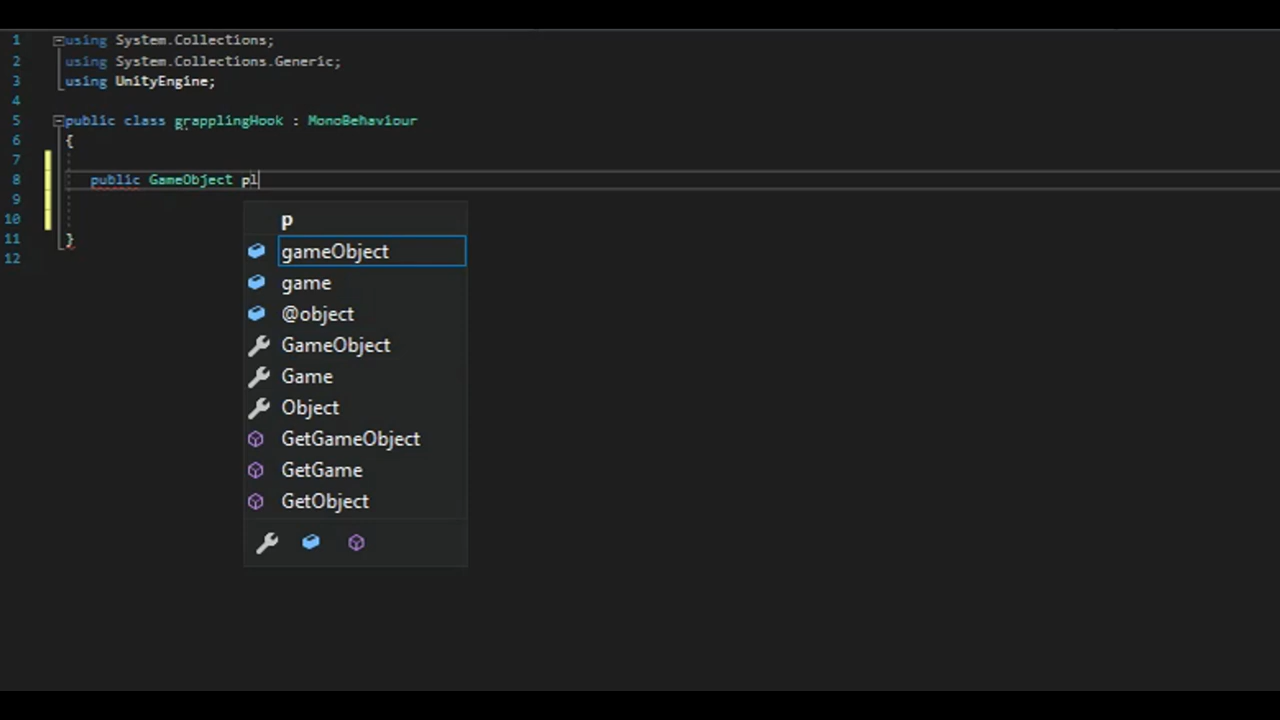 1 using System.Collections;
2 using System.Collections.Generic;
3 using UnityEngine;
4
5 public class grapplingHook : MonoBehaviour
6 {
7
8 public GameObject pl
9
10
11 }
12
p
gameObject
game
@object
GameObject
Game
Object
GetGameObject
GetGame
GetObject